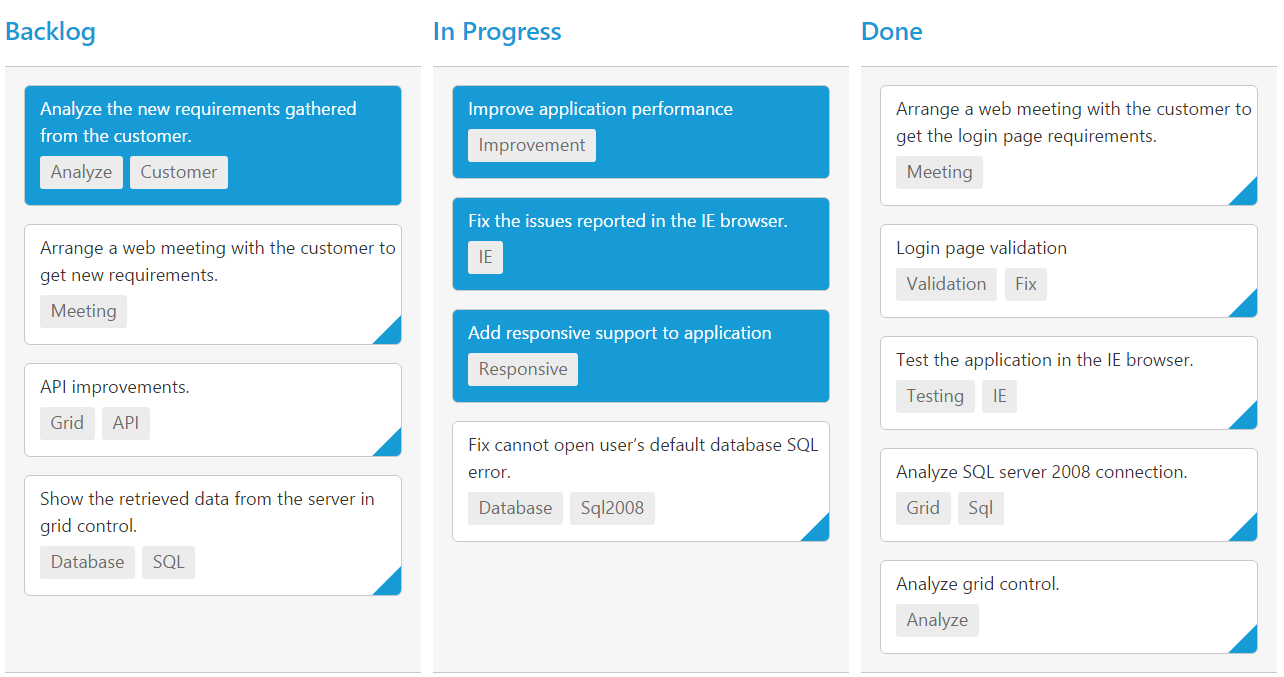 Backlog
Analyze the new requirements gathered
from the customer.
Analyze Customer
Arrange a web meeting with the customer to
get new requirements.
Meeting
API improvements.
Grid API
Show the retrieved data from the server in
grid control.
Database SQL
In Progress
Improve application performance
Improvement
Fix the issues reported in the IE browser.
IE
Add responsive support to application
Responsive
Fix cannot open user’s default database SQL
error.
Database Sql2008
Done
Arrange a web meeting with the customer to
get the login page requirements.
Meeting
Login page validation
Validation Fix
Test the application in the IE browser.
Testing IE
Analyze SQL server 2008 connection.
Grid Sql
Analyze grid control.
Analyze